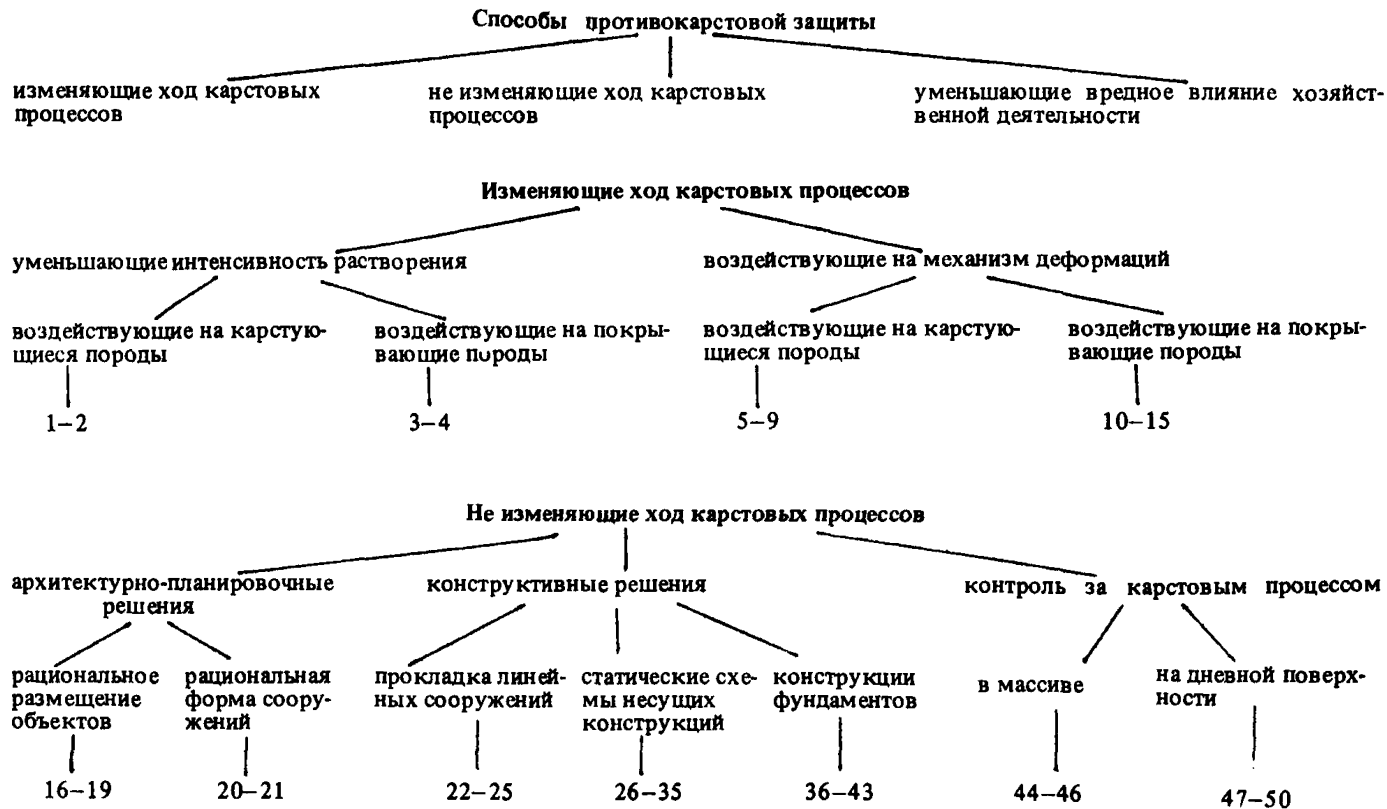 Способы противокарстовой защиты
изменяющие ход карстовых
процессов
не изменяющие ход карстовых
процессов
уменьшающие вредное влияние хозяйст-
венной деятельности
Изменяющие ход карстовых процессов
уменьшающие интенсивность растворения
воздействующие на механизм деформаций
воздействующие на карстую-
щиеся породы
воздействующие на покры-
вающие породы
воздействующие на карстую-
щиеся породы
воздействующие на покры-
вающие породы
1–2
3–4
5–9
10–15
Не изменяющие ход карстовых процессов
архитектурно-планировочные
решения
конструктивные решения
контроль за карстовым процессом
рациональное
размещение
объектов
рациональная
форма соору-
жений
прокладка линей-
ных сооружений
статические схе-
мы несущих
конструкций
конструкции
фундаментов
в массиве
на дневной поверх-
ности
16–19
20–21
22–25
26–35
36–43
44–46
47–50